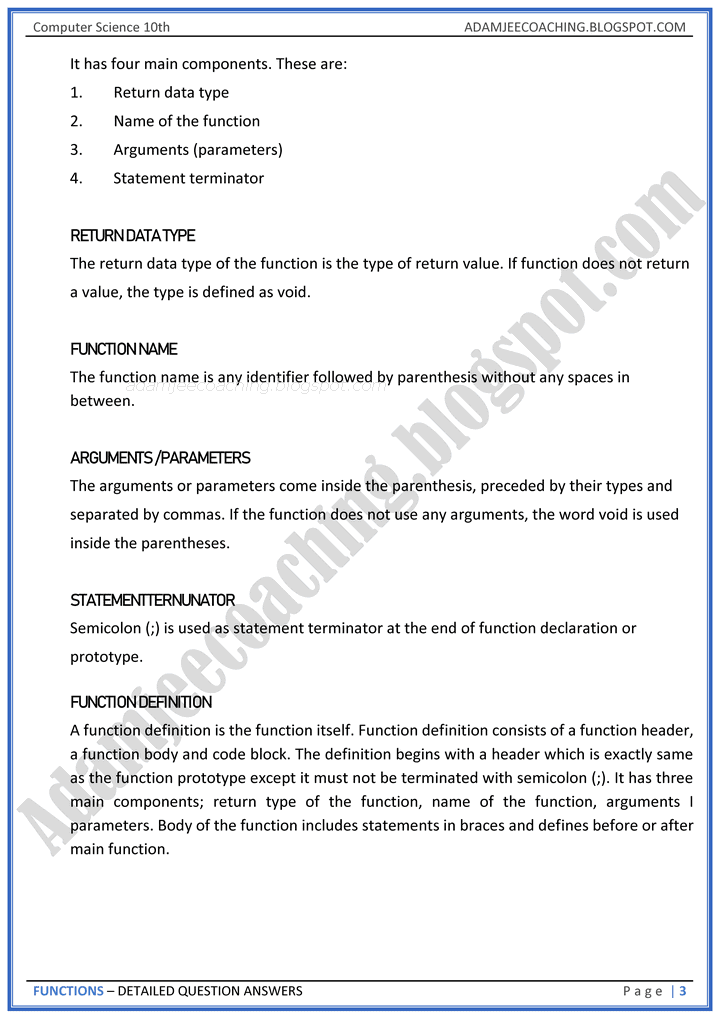 Computer Science 10th ADAMJEECOACHING.BLOGSPOT.COM
It has four main components. These are:
1. Return data type
2. Name of the function
3. Arguments (parameters)
4. Statement terminator
RETURN DATA TYPE
The return data type of the function is the type of return value. If function does not return
a value, the type is defined as void.
FUNCTION NAME
The function name is any identifier followed by parenthesis without any spaces in
between.
adamjeecoaching.blogspot.com
ARGUMENTS /PARAMETERS
The arguments or parameters come inside the parenthesis, preceded by their types and
separated by commas. If the function does not use any arguments, the word void is used
inside the parentheses.
STATEMENTTERNUNATOR
Semicolon (;) is used as statement terminator at the end of function declaration or
prototype.
FUNCTION DEFINITION
A function definition is the function itself. Function definition consists of a function header,
a function body and code block. The definition begins with a header which is exactly same
as the function prototype except it must not be terminated with semicolon (;). It has three
main components; return type of the function, name of the function, arguments I
parameters. Body of the function includes statements in braces and defines before or after
main function.
Adamjeecoaching.blogspot.com
FUNCTIONS – DETAILED QUESTION ANSWERS Page | 3